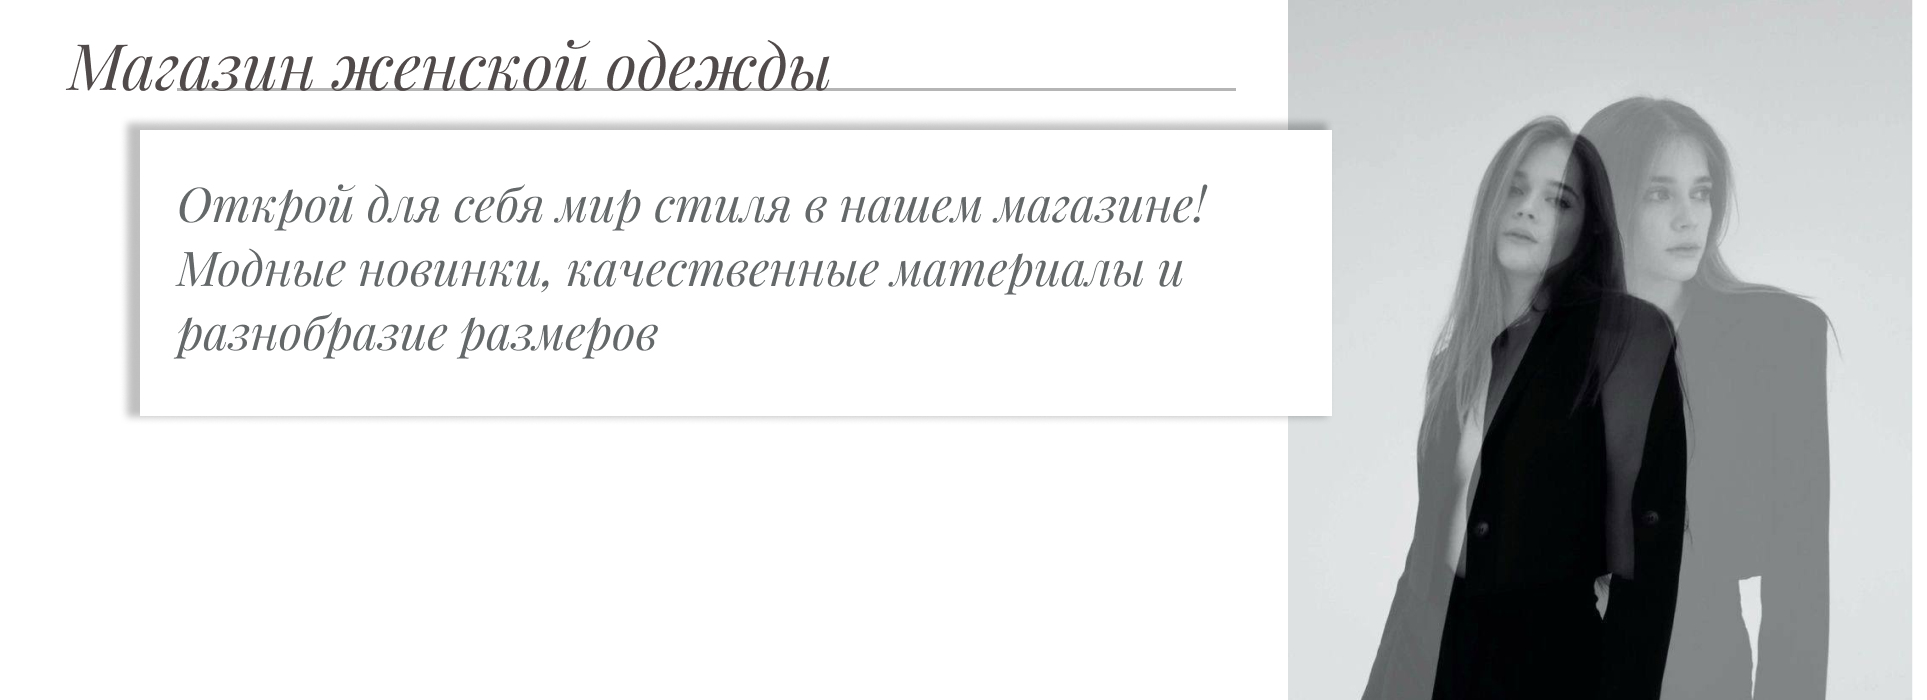 Магазин женской одежды
Открой для себя мир стиля в нашем магазине!
Модные новинки, качественные материалы и
разнобразие размеров